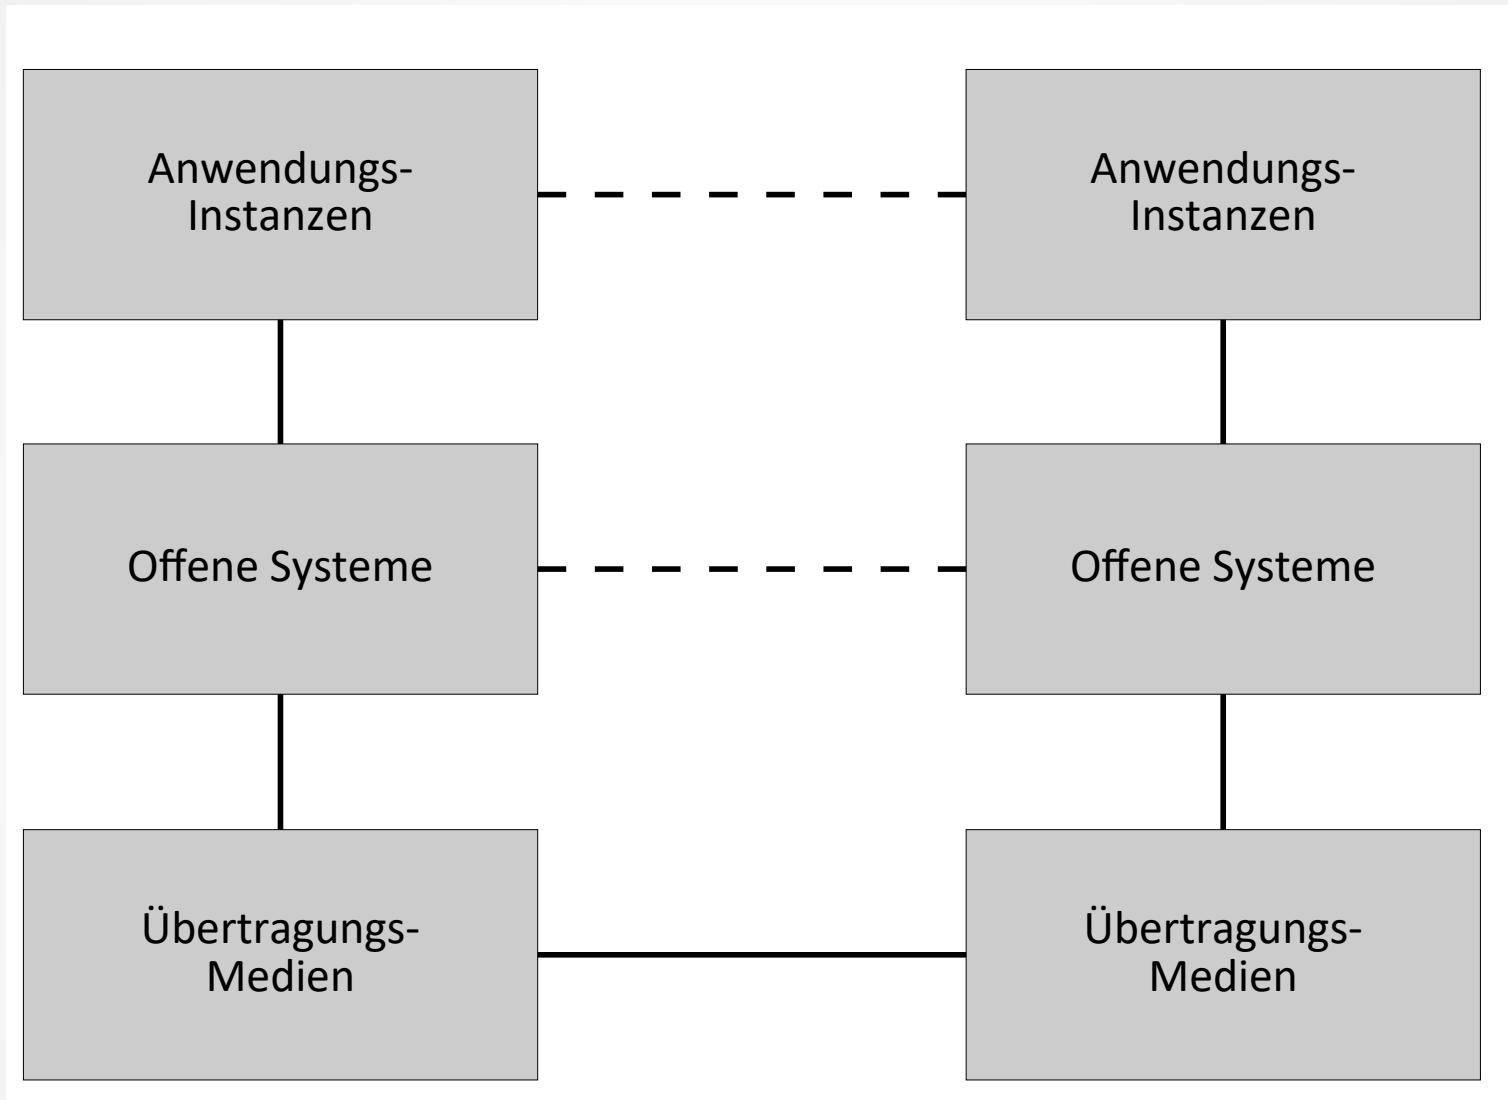 Anwendungs-
Instanzen
Anwendungs-
Instanzen
Offene Systeme
Offene Systeme
Übertragungs-
Medien
Übertragungs-
Medien